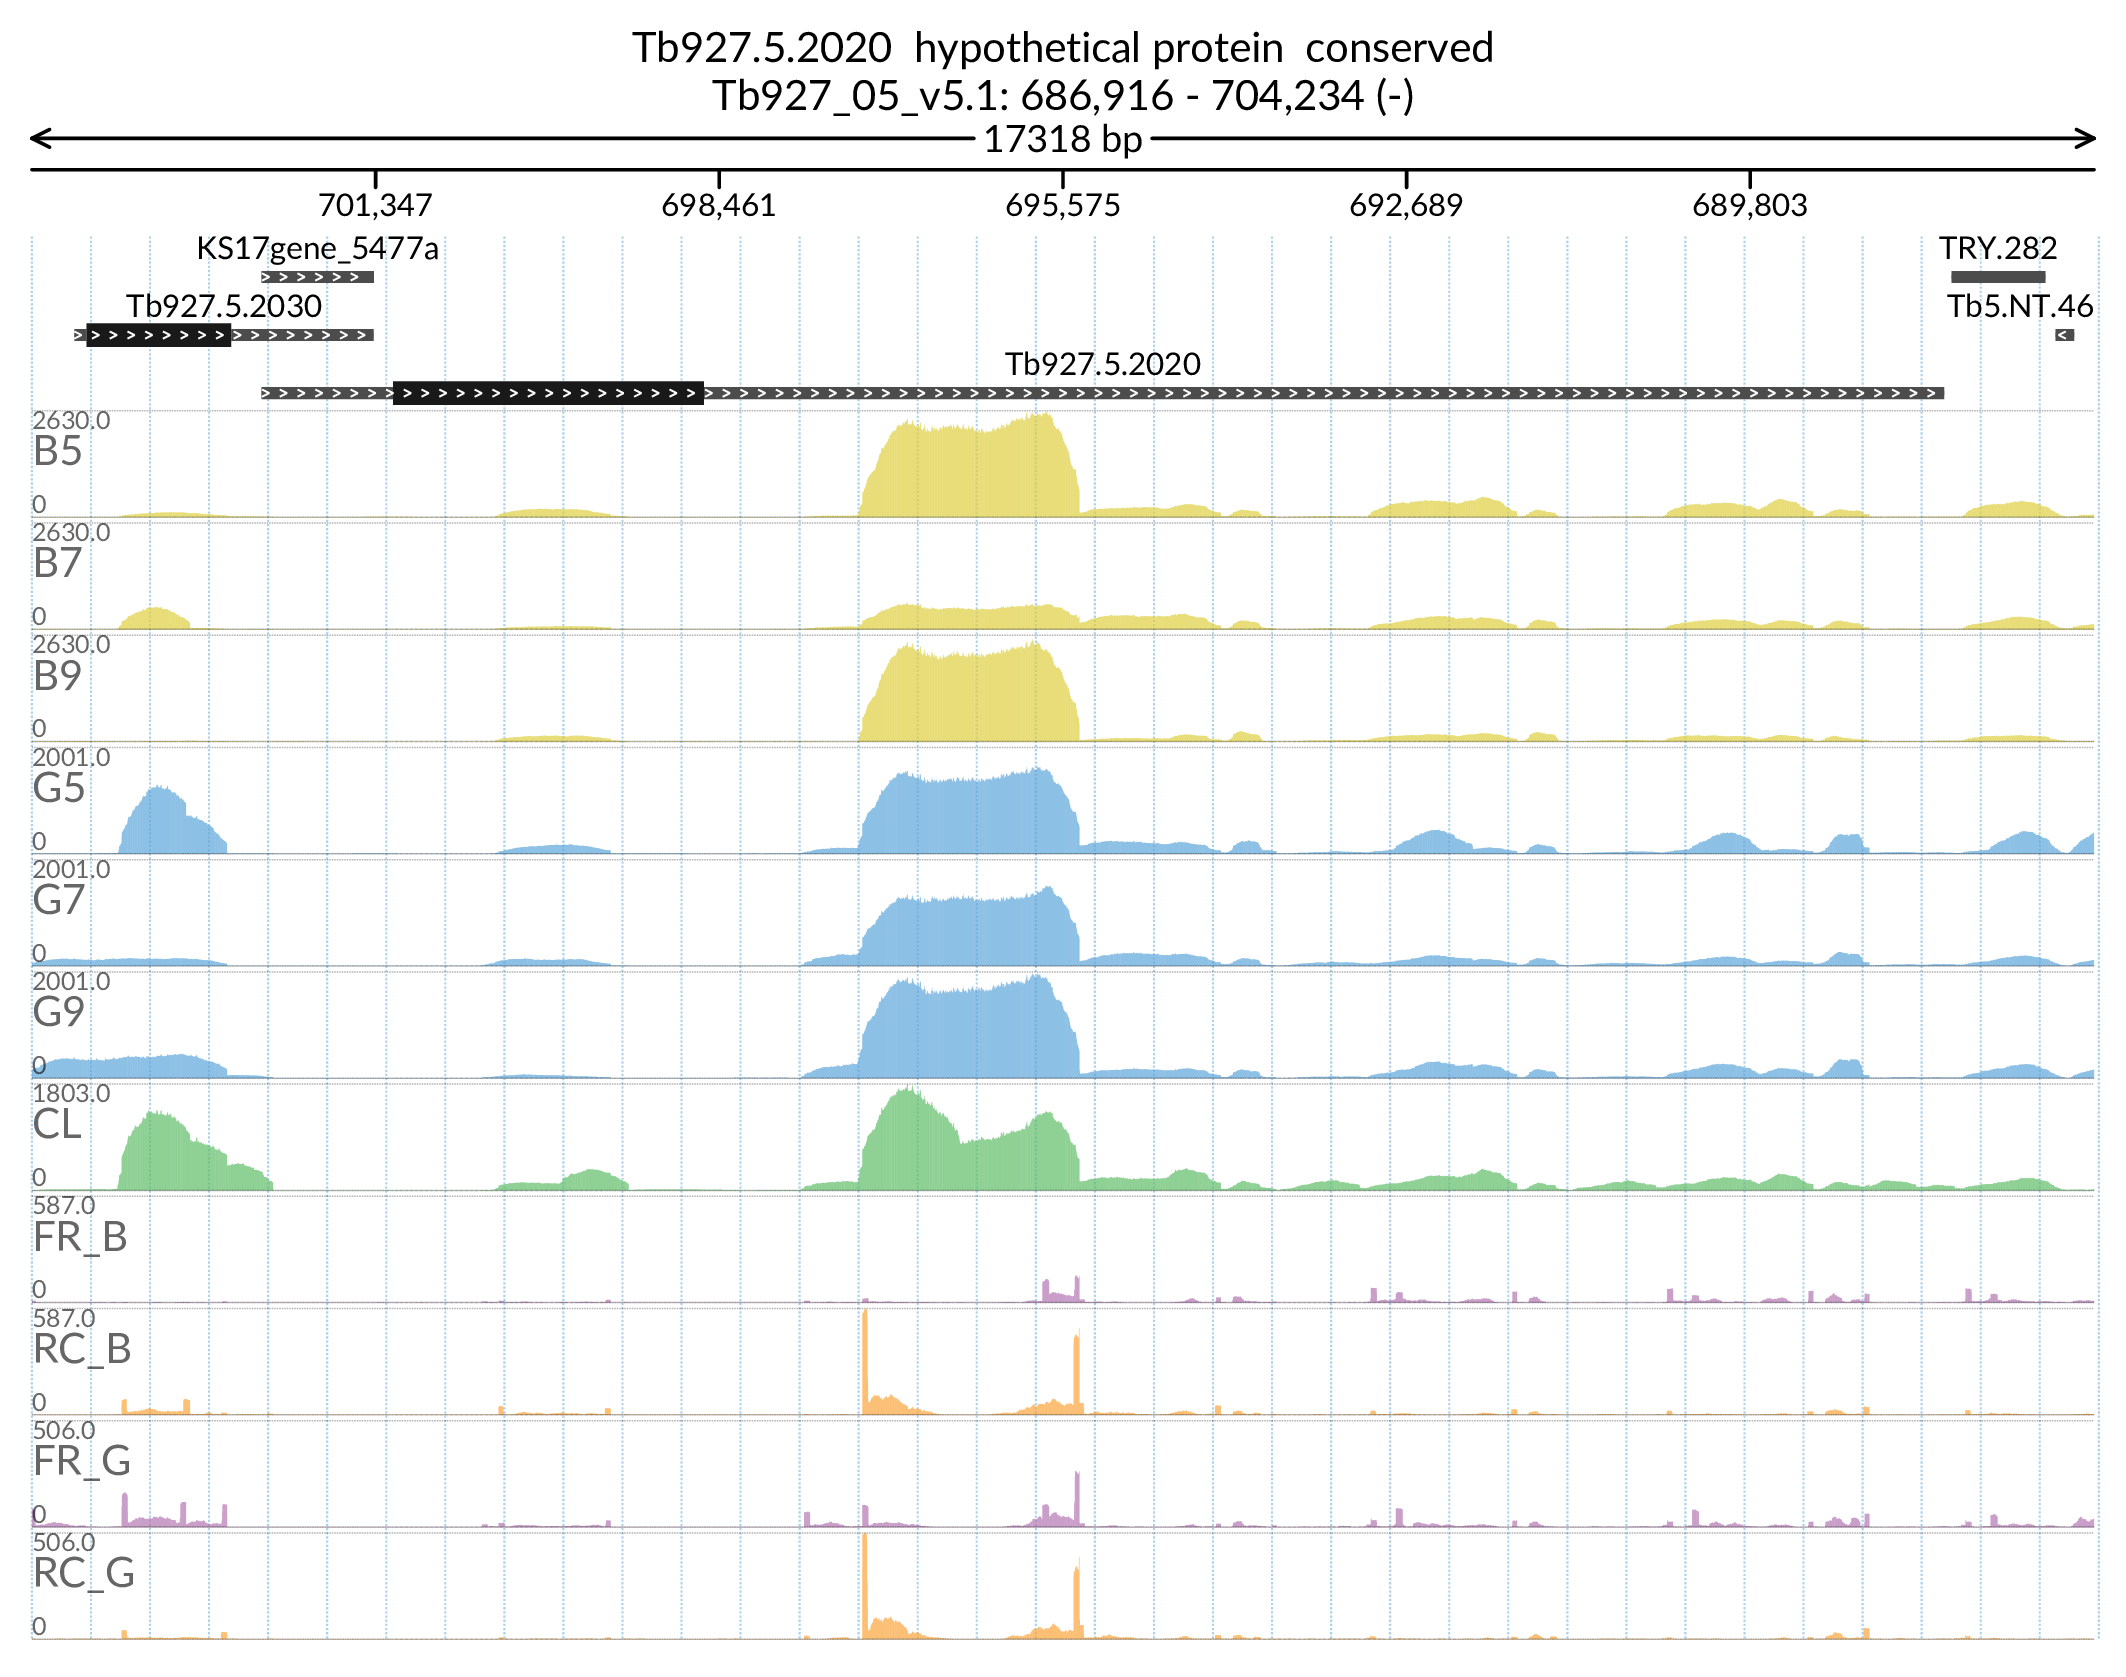 Tb927.5.2020 hypothetical protein conserved
Tb927_05_v5.1: 686,916 - 704,234 (-)
17318 bp
701,347 698,461 695,575 692,689 689,803
KS17gene_5477a TRY.282
Tb927.5.2030 Tb5.NT.46
Tb927.5.2020
2630.0
B5
0
2630.0
B7
0
2630.0
B9
0
2001.0
G5
0
2001.0
G7
0
2001.0
G9
0
1803.0
CL
0
587.0
FR_B
0
587.0
RC_B
0
506.0
FR_G
0
506.0
RC_G
0